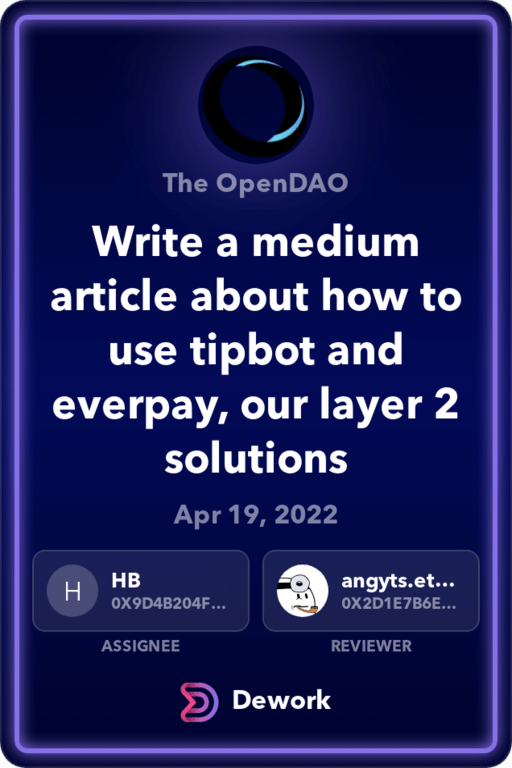 The OpenDAO
Write a medium
article about how to
use tipbot and
everpay, our layer 2
solutions
Apr 19, 2022
H
HB
0X9D4B204F...
angyts.et...
0X2D1E7B6E...
ASSIGNEE
REVIEWER
Dework